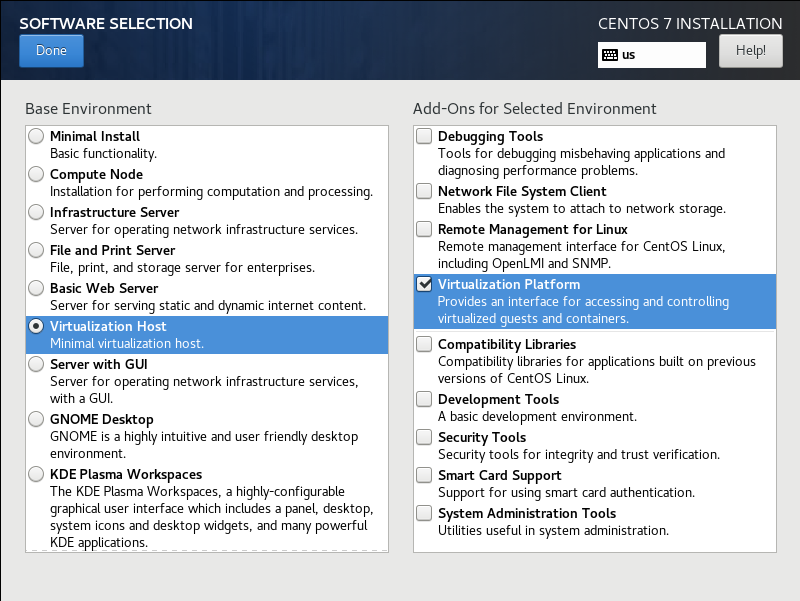 SOFTWARE SELECTION
CENTOS 7 INSTALLATION
Done
us
Help!
Base Environment
Minimal Install
Basic functionality.
Compute Node
Installation for performing computation and processing.
Infrastructure Server
Server for operating network infrastructure services.
File and Print Server
File, print, and storage server for enterprises.
Basic Web Server
Server for serving static and dynamic internet content.
Virtualization Host
Minimal virtualization host.
Server with GUI
Server for operating network infrastructure services,
with a GUI.
GNOME Desktop
GNOME is a highly intuitive and user friendly desktop
environment.
KDE Plasma Workspaces
The KDE Plasma Workspaces, a highly-configurable
graphical user interface which includes a panel, desktop,
system icons and desktop widgets, and many powerful
KDE applications.
Add-Ons for Selected Environment
Debugging Tools
Tools for debugging misbehaving applications and
diagnosing performance problems.
Network File System Client
Enables the system to attach to network storage.
Remote Management for Linux
Remote management interface for CentOS Linux,
including OpenLMI and SNMP.
Virtualization Platform
Provides an interface for accessing and controlling
virtualized guests and containers.
Compatibility Libraries
Compatibility libraries for applications built on previous
versions of CentOS Linux.
Development Tools
A basic development environment.
Security Tools
Security tools for integrity and trust verification.
Smart Card Support
Support for using smart card authentication.
System Administration Tools
Utilities useful in system administration.